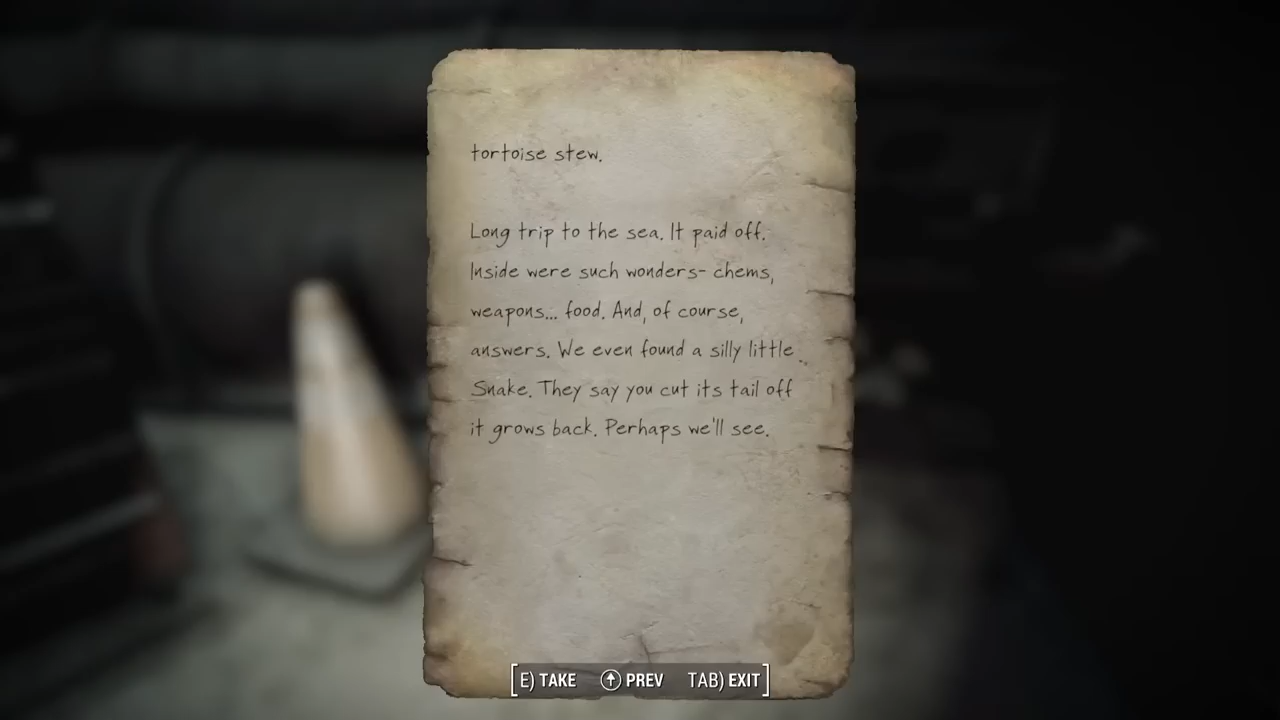 tortoise stew.
Long trip to the sea. It paid off.
Inside were such wonders- chems,
weapons... food. And, of course,
answers. We even found a silly little
Snake. They say you cut its tail off
it grows back. Perhaps we'll see.
E) TAKE PREV TAB) EXIT